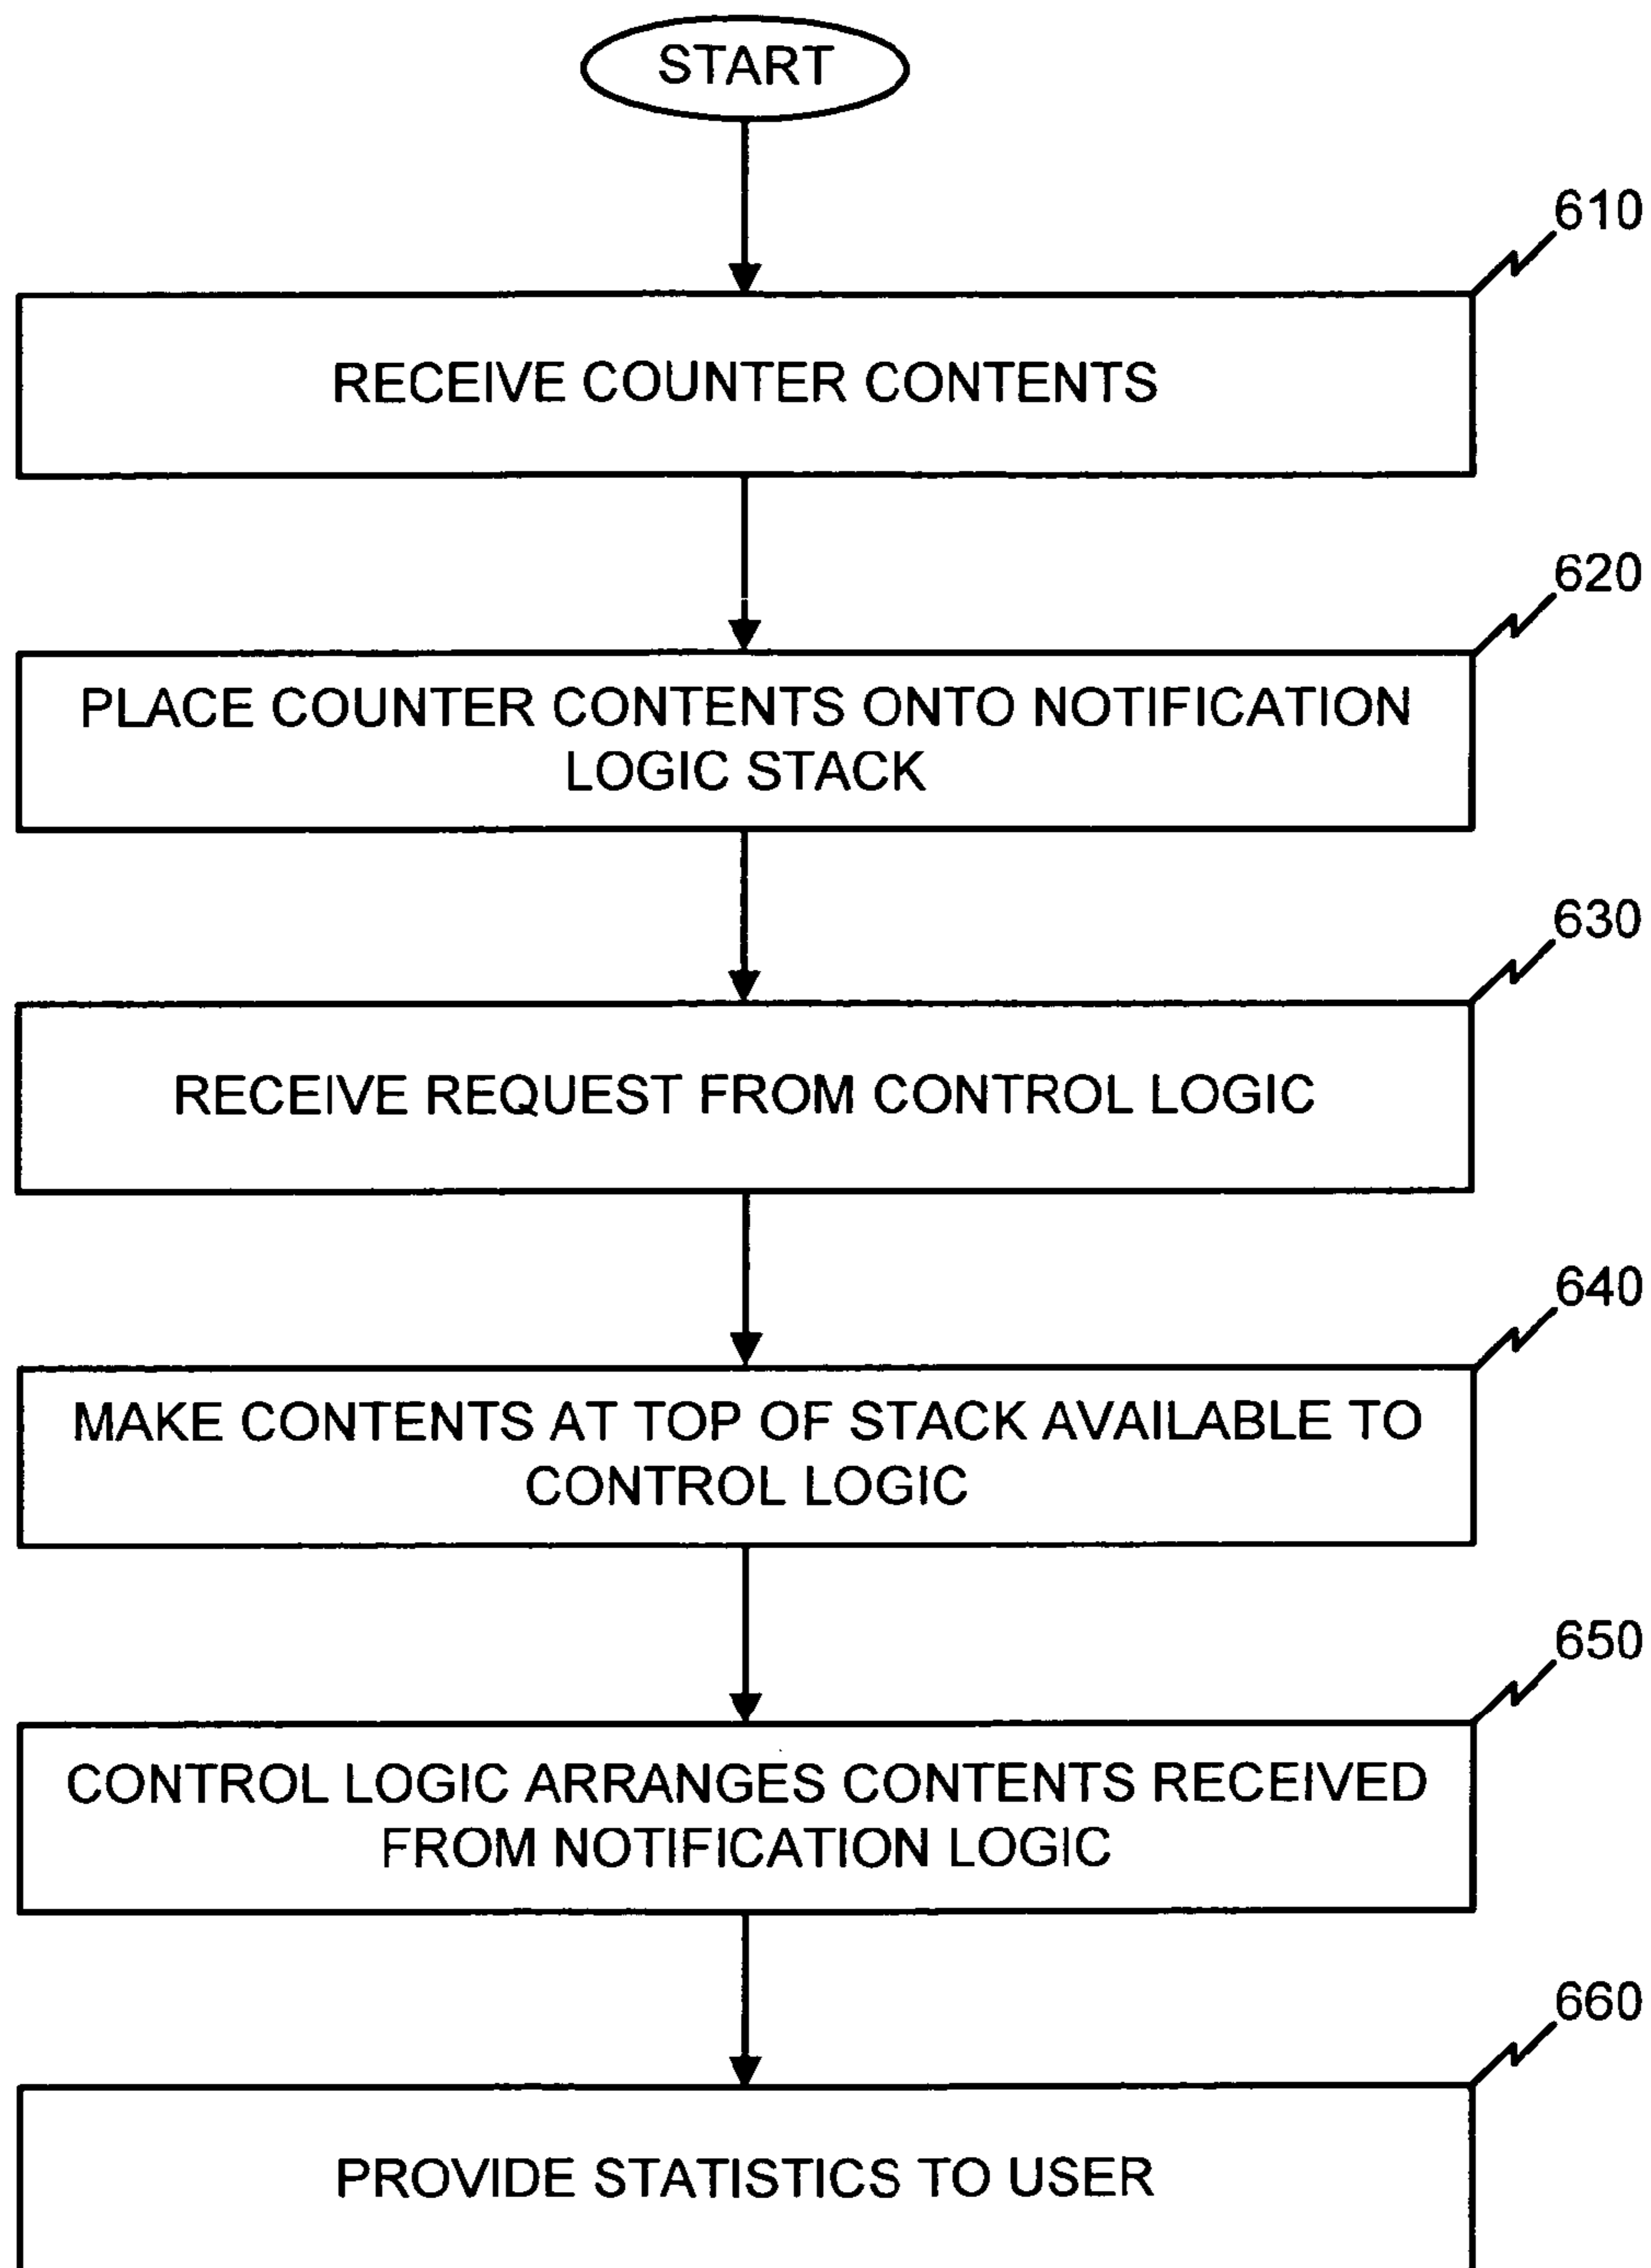 START
610
RECEIVE COUNTER CONTENTS
620
PLACE COUNTER CONTENTS ONTO NOTIFICATION
LOGIC STACK
630
RECEIVE REQUEST FROM CONTROL LOGIC
640
MAKE CONTENTS AT TOP OF STACK AVAILABLE TO
CONTROL LOGIC
650
CONTROL LOGIC ARRANGES CONTENTS RECEIVED
FROM NOTIFICATION LOGIC
660
PROVIDE STATISTICS TO USER